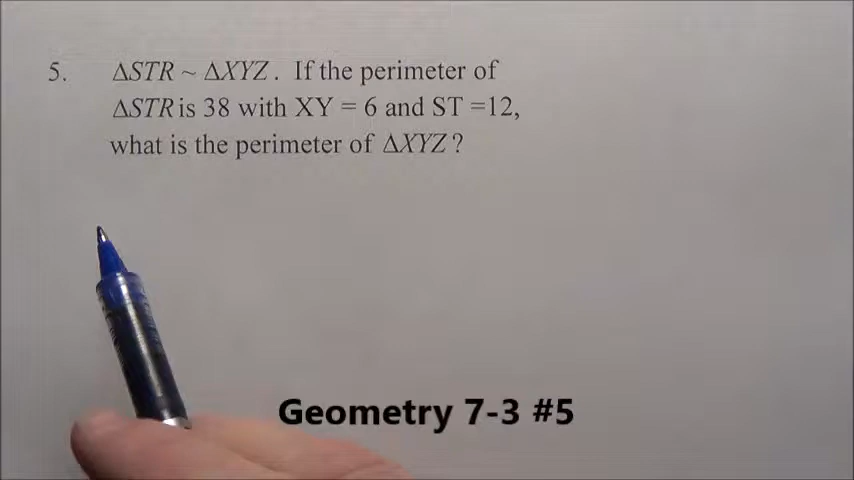 5. ΔSTR ~ ΔXYZ. If the perimeter of
ΔSTR is 38 with XY = 6 and ST =12,
what is the perimeter of ΔXYZ?
Geometry 7-3 #5